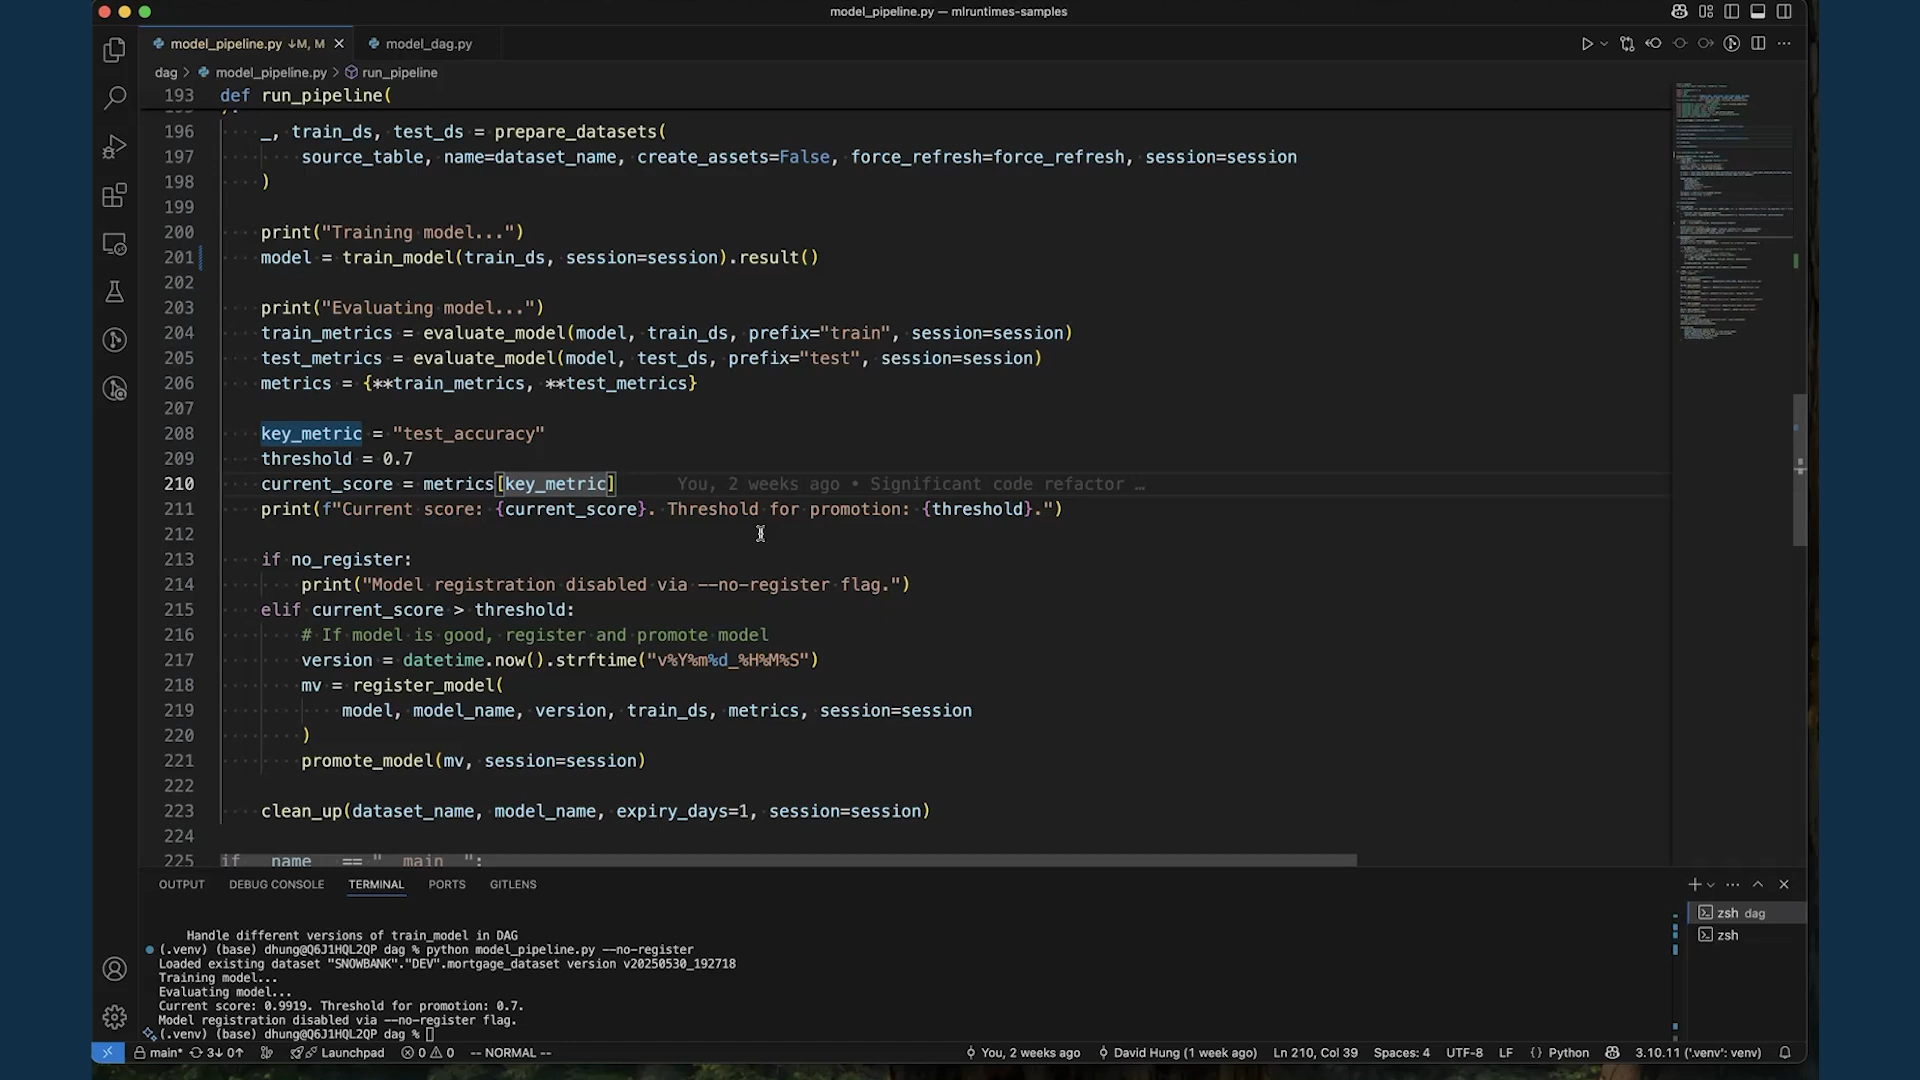 model_pipeline.py — mlruntimes-samples
model_pipeline.py ↓M, M
model_dag.py
dag > model_pipeline.py > run_pipeline
193 def run_pipeline(
196 _, train_ds, test_ds = prepare_datasets(
197 source_table, name=dataset_name, create_assets=False, force_refresh=force_refresh, session=session
198 )
199
200 print("Training model...")
201 model = train_model(train_ds, session=session).result()
202
203 print("Evaluating model...")
204 train_metrics = evaluate_model(model, train_ds, prefix="train", session=session)
205 test_metrics = evaluate_model(model, test_ds, prefix="test", session=session)
206 metrics = {**train_metrics, **test_metrics}
207
208 key_metric = "test_accuracy"
209 threshold = 0.7
210 current_score = metrics[key_metric] You, 2 weeks ago • Significant code refactor …
211 print(f"Current score: {current_score}. Threshold for promotion: {threshold}.")
212
213 if no_register:
214 print("Model registration disabled via --no-register flag.")
215 elif current_score > threshold:
216 # If model is good, register and promote model
217 version = datetime.now().strftime("v%Y%m%d_%H%M%S")
218 mv = register_model(
219 model, model_name, version, train_ds, metrics, session=session
220 )
221 promote_model(mv, session=session)
222
223 clean_up(dataset_name, model_name, expiry_days=1, session=session)
224
225 if __name__ == "__main__":
OUTPUT DEBUG CONSOLE TERMINAL PORTS GITLENS
zsh dag
zsh
Handle different versions of train_model in DAG
(.venv) (base) dhung@Q6J1HQL2QP dag % python model_pipeline.py --no-register
Loaded existing dataset "SNOWBANK"."DEV".mortgage_dataset version v20250530_192718
Training model...
Evaluating model...
Current score: 0.9919. Threshold for promotion: 0.7.
Model registration disabled via --no-register flag.
(.venv) (base) dhung@Q6J1HQL2QP dag %
main* 3↓ 0↑ Launchpad 0 0 -- NORMAL -- You, 2 weeks ago David Hung (1 week ago) Ln 210, Col 39 Spaces: 4 UTF-8 LF {} Python 3.10.11 ('.venv': venv)